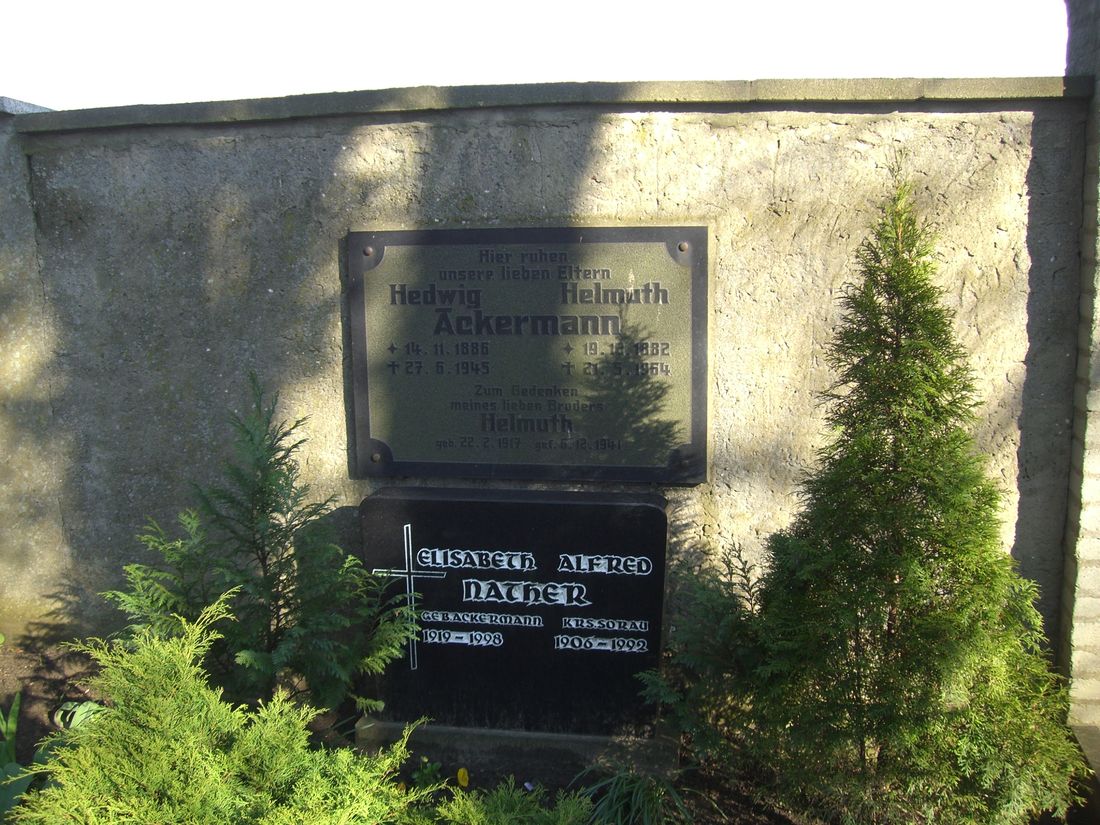 Hier ruhen
unsere lieben Eltern
Hedwig Helmuth
Ackermann
✦ 14. 11. 1886 ✦ 19. 1882
✝ 27. 6. 1945 ✝ 21. 5. 1964
Zum Gedenken
meines lieben Bruders
Helmuth
geb. 22. 2. 1917 gef. 6. 12. 1941
ELISABETH ALFRED
NATHER
GEB. ACKERMANN KRS. SORAU
1919 – 1998 1906 – 1992